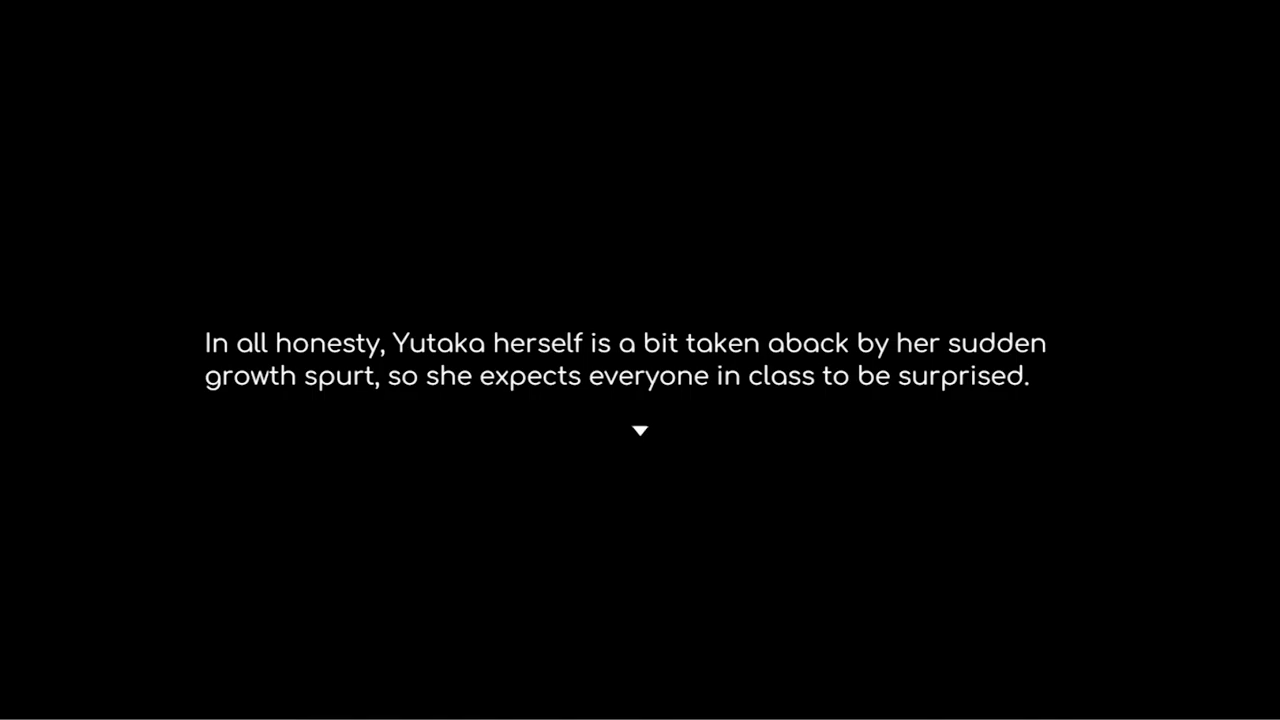 In all honesty, Yutaka herself is a bit taken aback by her sudden
growth spurt, so she expects everyone in class to be surprised.